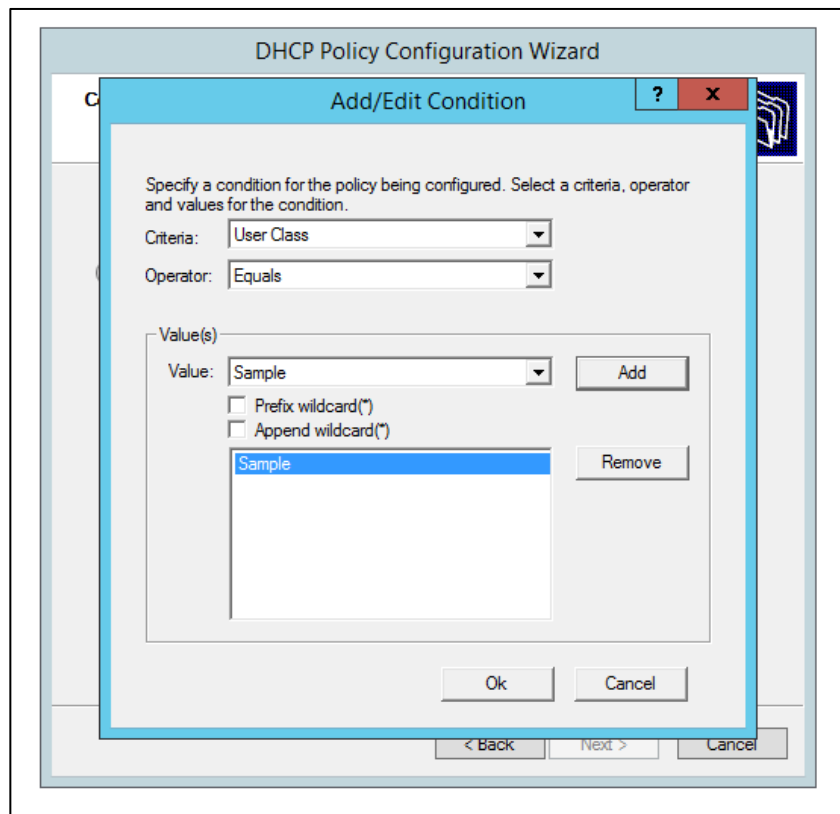 DHCP Policy Configuration Wizard
Add/Edit Condition
?
x
Specify a condition for the policy being configured. Select a criteria, operator
and values for the condition.
Criteria: User Class
Operator: Equals
Value(s)
Value: Sample Add
Prefix wildcard(*)
Append wildcard(*)
Sample Remove
Ok Cancel
< Back Next > Cancel